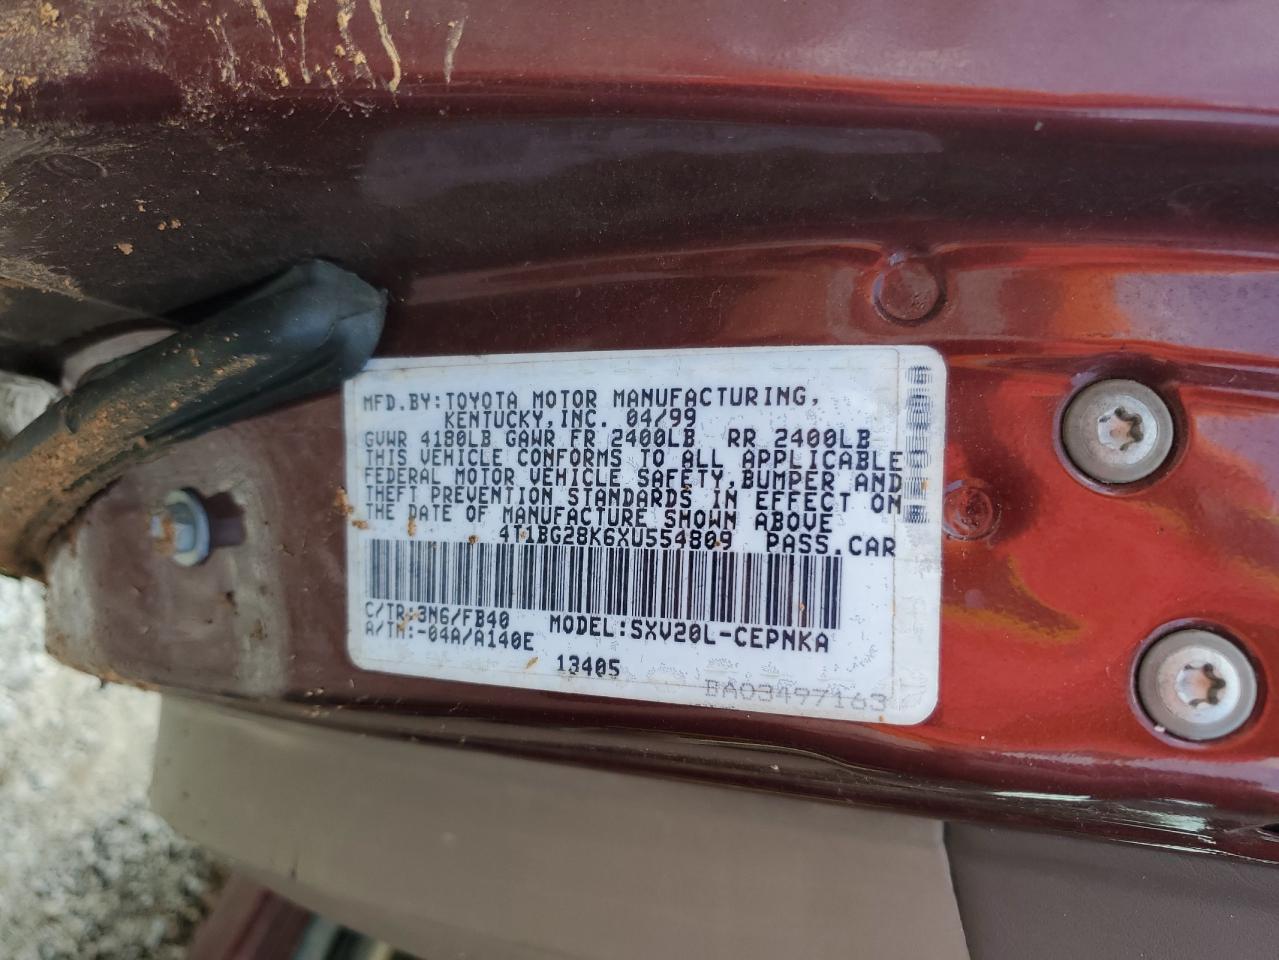 MFD.BY:TOYOTA MOTOR MANUFACTURING,
KENTUCKY,INC. 04/99
GVWR 4180LB GAWR FR 2400LB RR 2400LB
THIS VEHICLE CONFORMS TO ALL APPLICABLE
FEDERAL MOTOR VEHICLE SAFETY,BUMPER AND
THEFT PREVENTION STANDARDS IN EFFECT ON
THE DATE OF MANUFACTURE SHOWN ABOVE
4T1BG28K6XU554809 PASS.CAR
C/TR:3N6/FB40 MODEL:SXV20L-CEPNKA
A/TM:-04A/A140E
13405
BA03497163